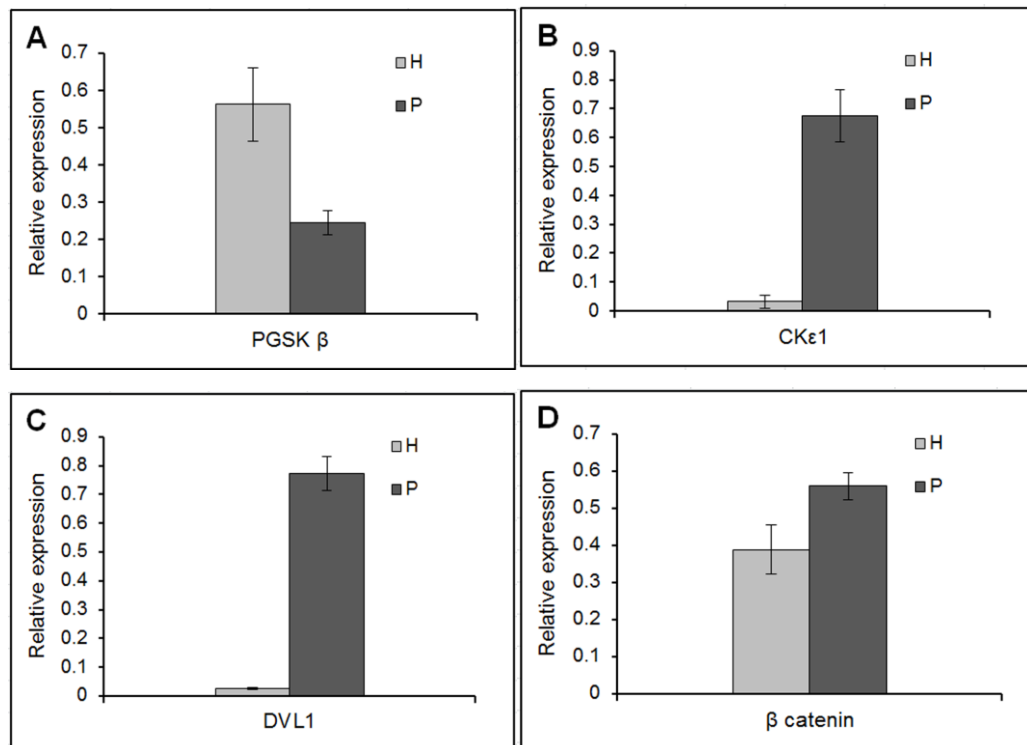 A
Relative expression
0.7
0.6
0.5
0.4
0.3
0.2
0.1
0
H
P
PGSK β
B
Relative expression
0.9
0.8
0.7
0.6
0.5
0.4
0.3
0.2
0.1
0
H
P
CKε1
C
Relative expression
0.9
0.8
0.7
0.6
0.5
0.4
0.3
0.2
0.1
0
H
P
DVL1
D
Relative expression
0.7
0.6
0.5
0.4
0.3
0.2
0.1
0
H
P
β catenin